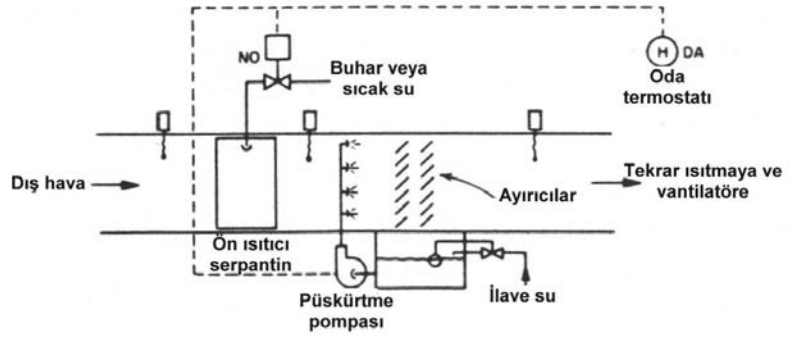 NO
H DA
Buhar veya
sıcak su
Oda
termostatı
Dış hava
Ayırıcılar
Tekrar ısıtmaya ve
vantilatöre
Ön ısıtıcı
serpantin
Püskürtme
pompası
İlave su